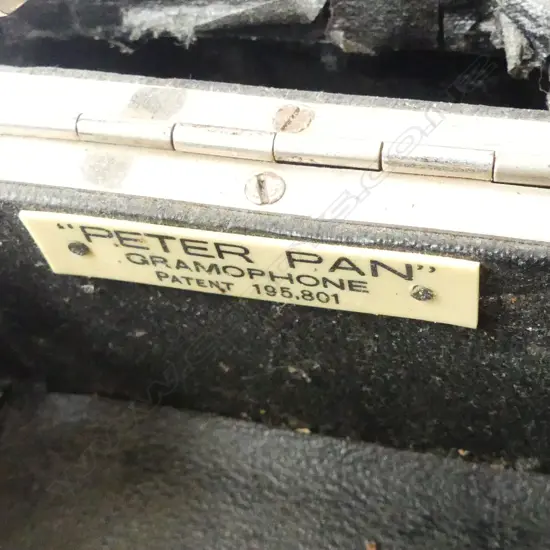 "PETER PAN"
GRAMOPHONE
PATENT 195,801